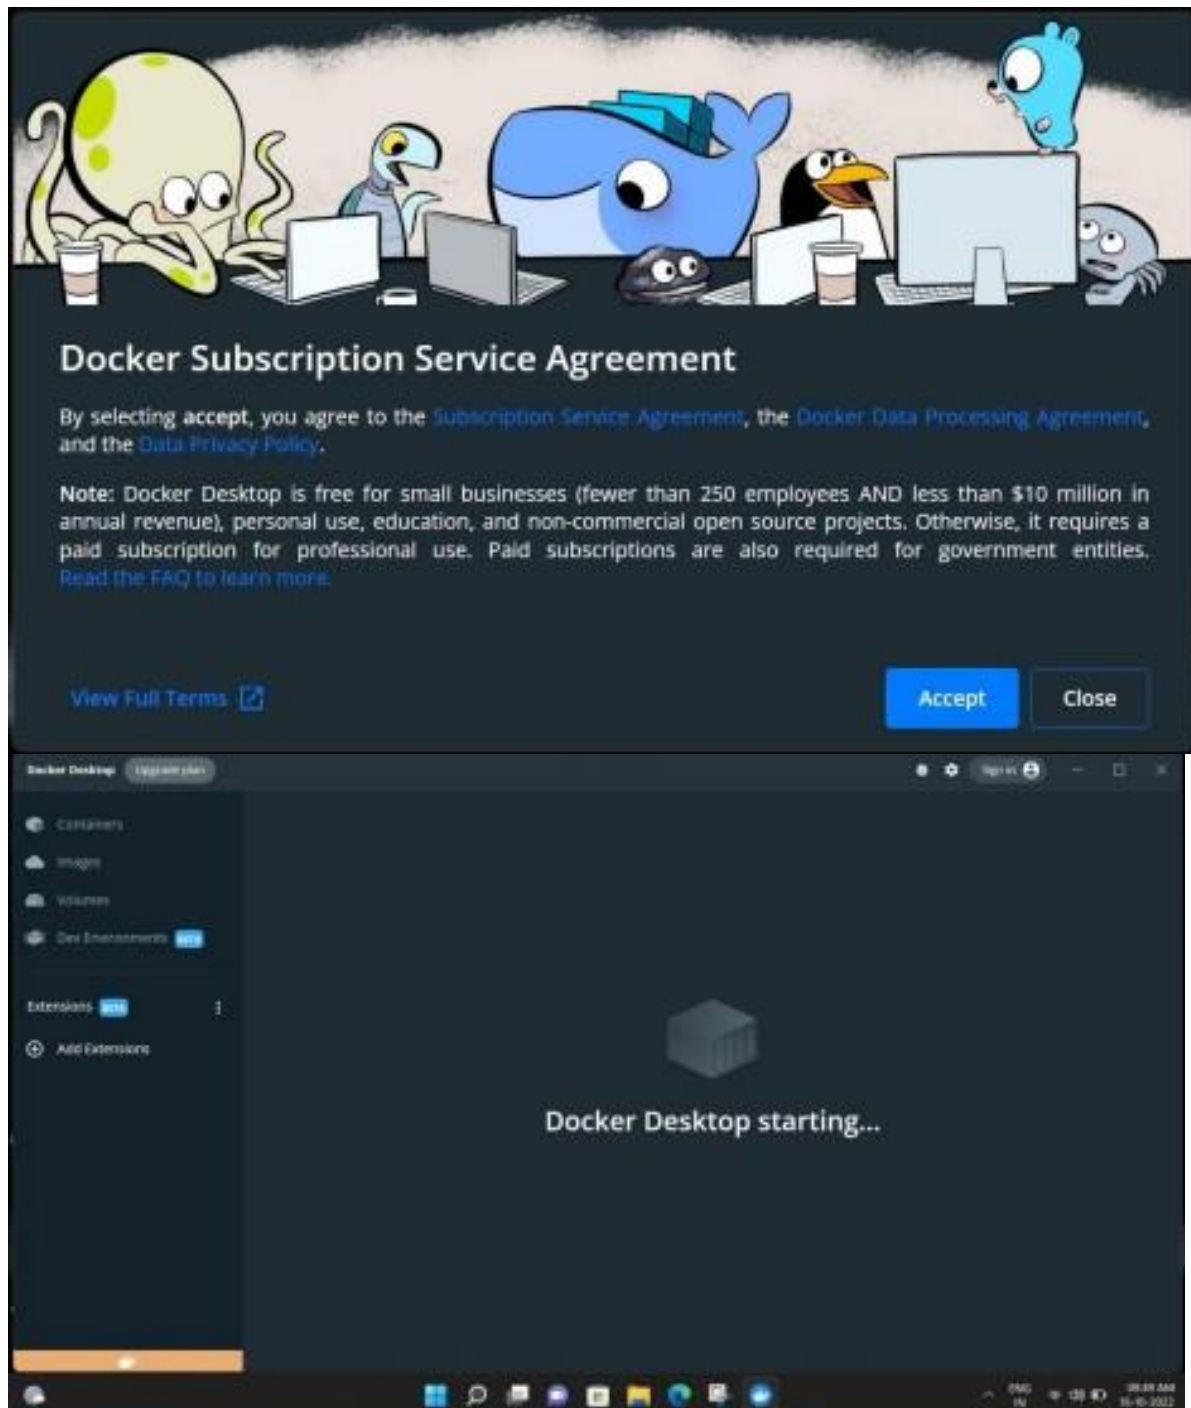 Docker Subscription Service Agreement
By selecting accept, you agree to the Subscription Service Agreement, the Docker Data Processing Agreement,
and the Data Privacy Policy.
Note: Docker Desktop is free for small businesses (fewer than 250 employees AND less than $10 million in
annual revenue), personal use, education, and non-commercial open source projects. Otherwise, it requires a
paid subscription for professional use. Paid subscriptions are also required for government entities.
Read the FAQ to learn more.
View Full Terms
Accept
Close
Docker Desktop
Upgrade plan
Sign in
Containers
Images
Volumes
Dev Environments BETA
Extensions BETA
Add Extensions
Docker Desktop starting...
ENG
IN